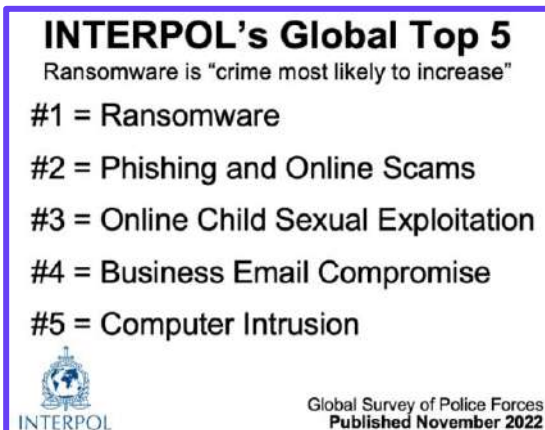 INTERPOL's Global Top 5
Ransomware is “crime most likely to increase”
#1 = Ransomware
#2 = Phishing and Online Scams
#3 = Online Child Sexual Exploitation
#4 = Business Email Compromise
#5 = Computer Intrusion
INTERPOL
Global Survey of Police Forces
Published November 2022